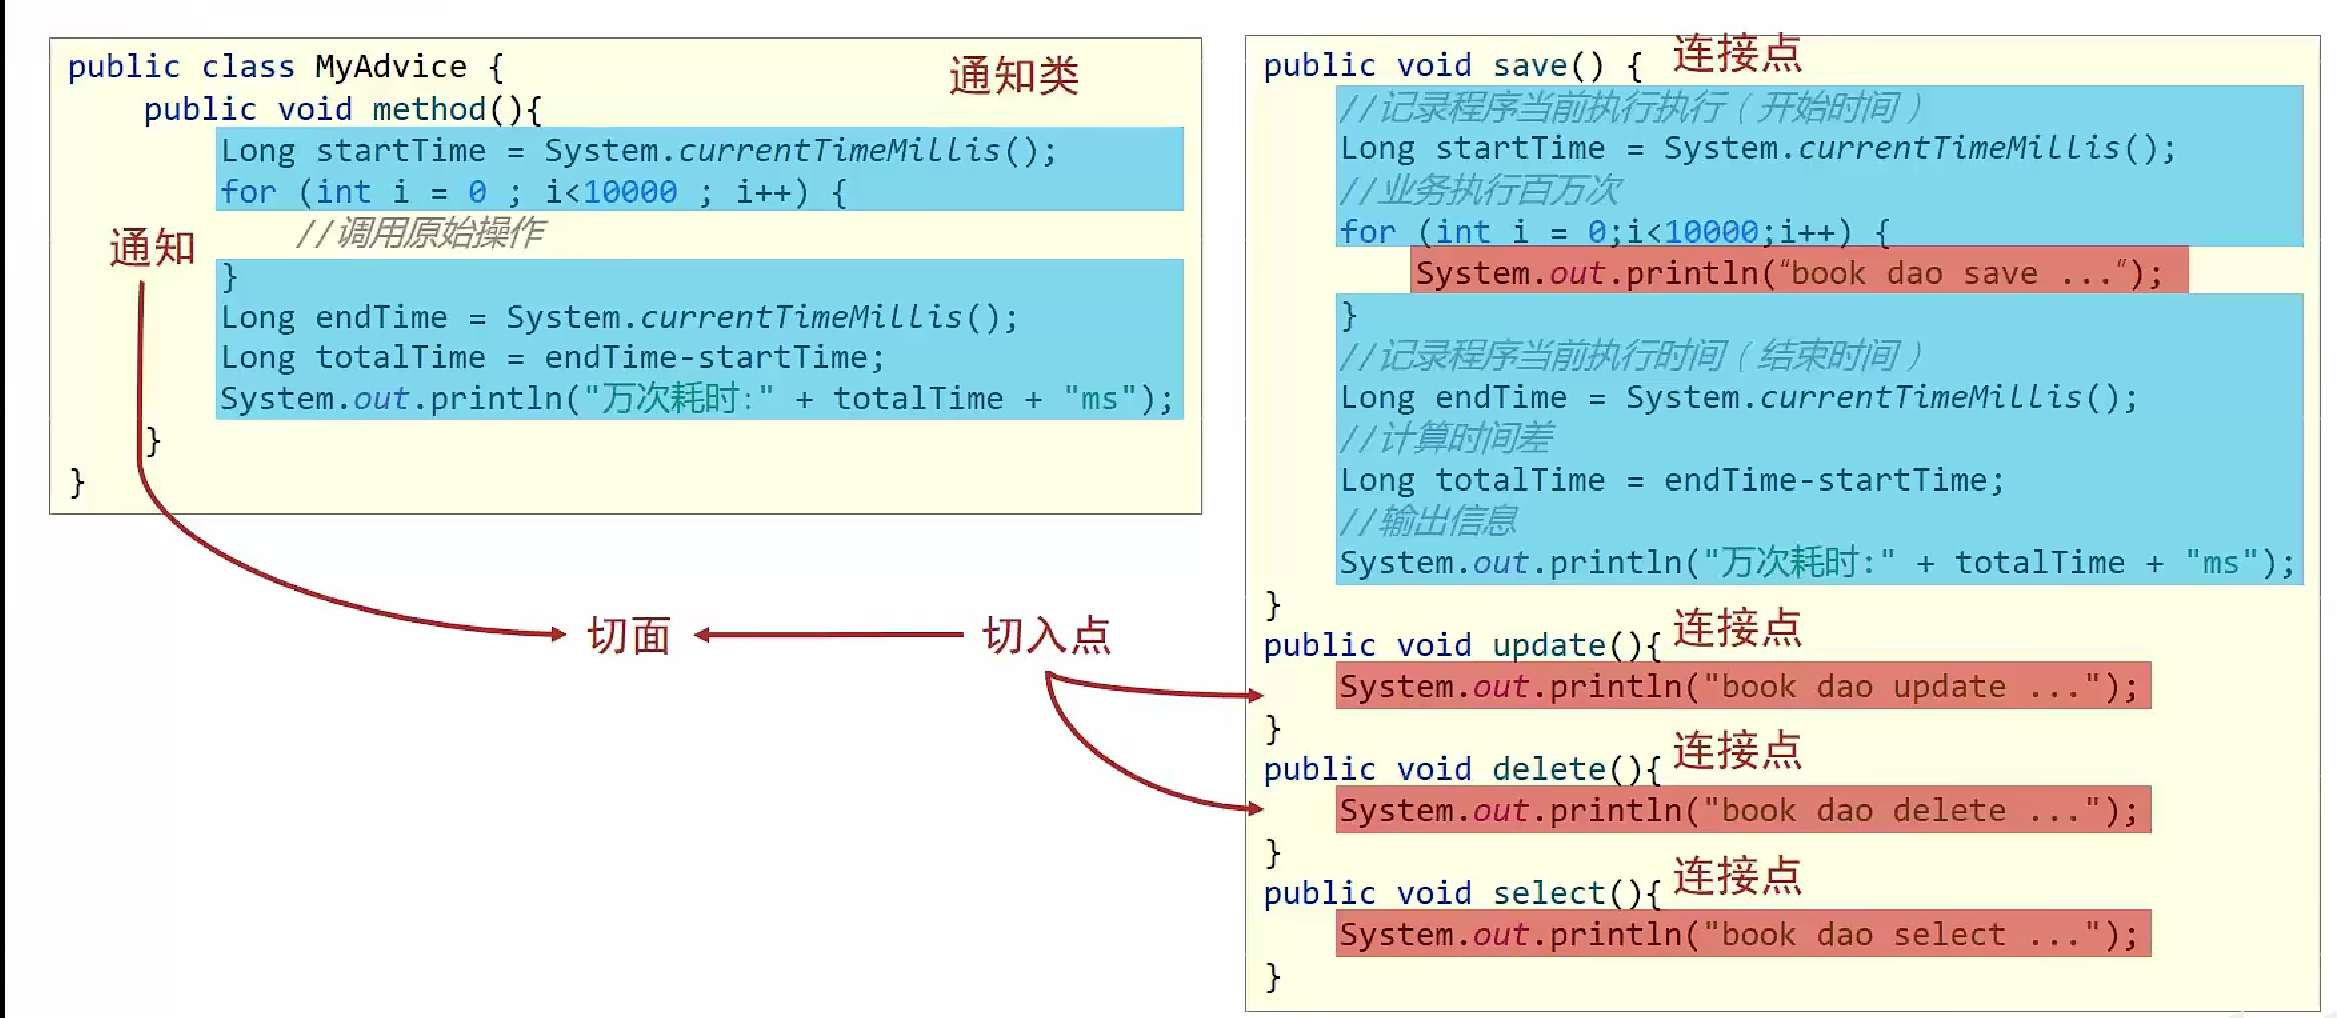 public class MyAdvice {
通知类
public void method(){
Long startTime = System.currentTimeMillis();
for (int i = 0 ; i<10000 ; i++) {
//调用原始操作
通知
}
Long endTime = System.currentTimeMillis();
Long totalTime = endTime-startTime;
System.out.println("万次耗时:" + totalTime + "ms");
}
}
切面
切入点
public void save() {
连接点
//记录程序当前执行执行（开始时间）
Long startTime = System.currentTimeMillis();
//业务执行百万次
for (int i = 0;i<10000;i++) {
System.out.println(“book dao save ...“);
}
//记录程序当前执行时间（结束时间）
Long endTime = System.currentTimeMillis();
//计算时间差
Long totalTime = endTime-startTime;
//输出信息
System.out.println("万次耗时:" + totalTime + "ms");
}
public void update(){
连接点
System.out.println("book dao update ...");
}
public void delete(){
连接点
System.out.println("book dao delete ...");
}
public void select(){
连接点
System.out.println("book dao select ...");
}